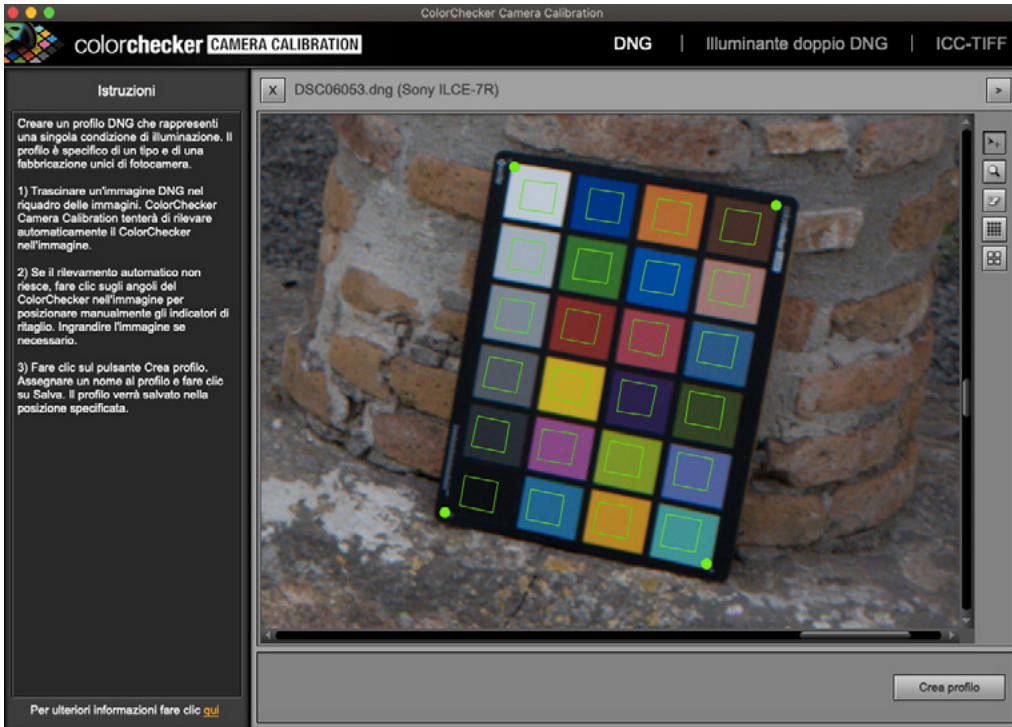 ColorChecker Camera Calibration
colorchecker CAMERA CALIBRATION
DNG | Illuminante doppio DNG | ICC-TIFF
Istruzioni
X DSC06053.dng (Sony ILCE-7R) >
Creare un profilo DNG che rappresenti
una singola condizione di illuminazione. Il
profilo è specifico di un tipo e di una
fabbricazione unici di fotocamera.
1) Trascinare un'immagine DNG nel
riquadro delle immagini. ColorChecker
Camera Calibration tenterà di rilevare
automaticamente il ColorChecker
nell'immagine.
2) Se il rilevamento automatico non
riesce, fare clic sugli angoli del
ColorChecker nell'immagine per
posizionare manualmente gli indicatori di
ritaglio. Ingrandire l'immagine se
necessario.
3) Fare clic sul pulsante Crea profilo.
Assegnare un nome al profilo e fare clic
su Salva. Il profilo verrà salvato nella
posizione specificata.
Crea profilo
Per ulteriori informazioni fare clic qui